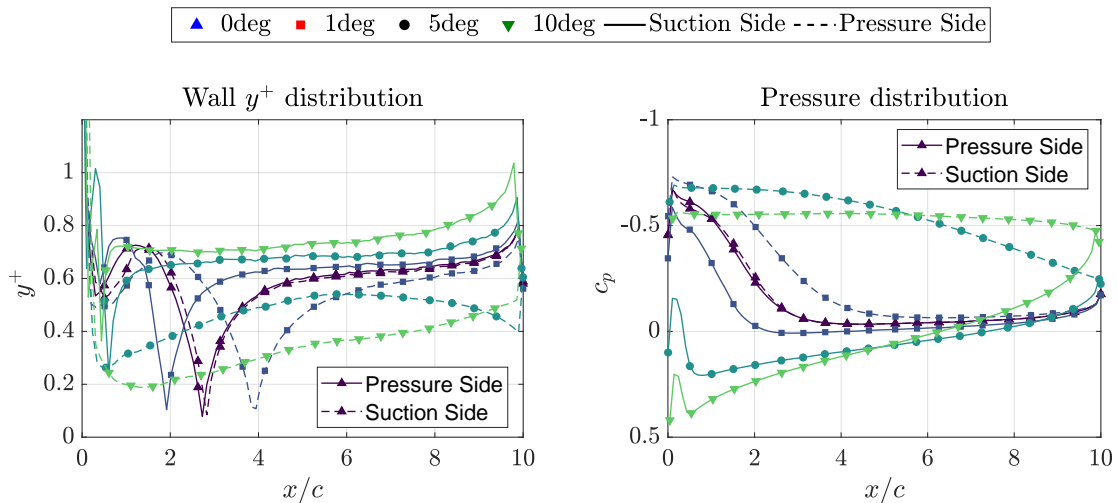 0deg 1deg 5deg 10deg Suction Side Pressure Side
Wall y⁺ distribution
y⁺
1
0.8
0.6
0.4
0.2
0
0 2 4 6 8 10
x/c
Pressure Side
Suction Side
Pressure distribution
c_p
-1
-0.5
0
0.5
0 2 4 6 8 10
x/c
Pressure Side
Suction Side